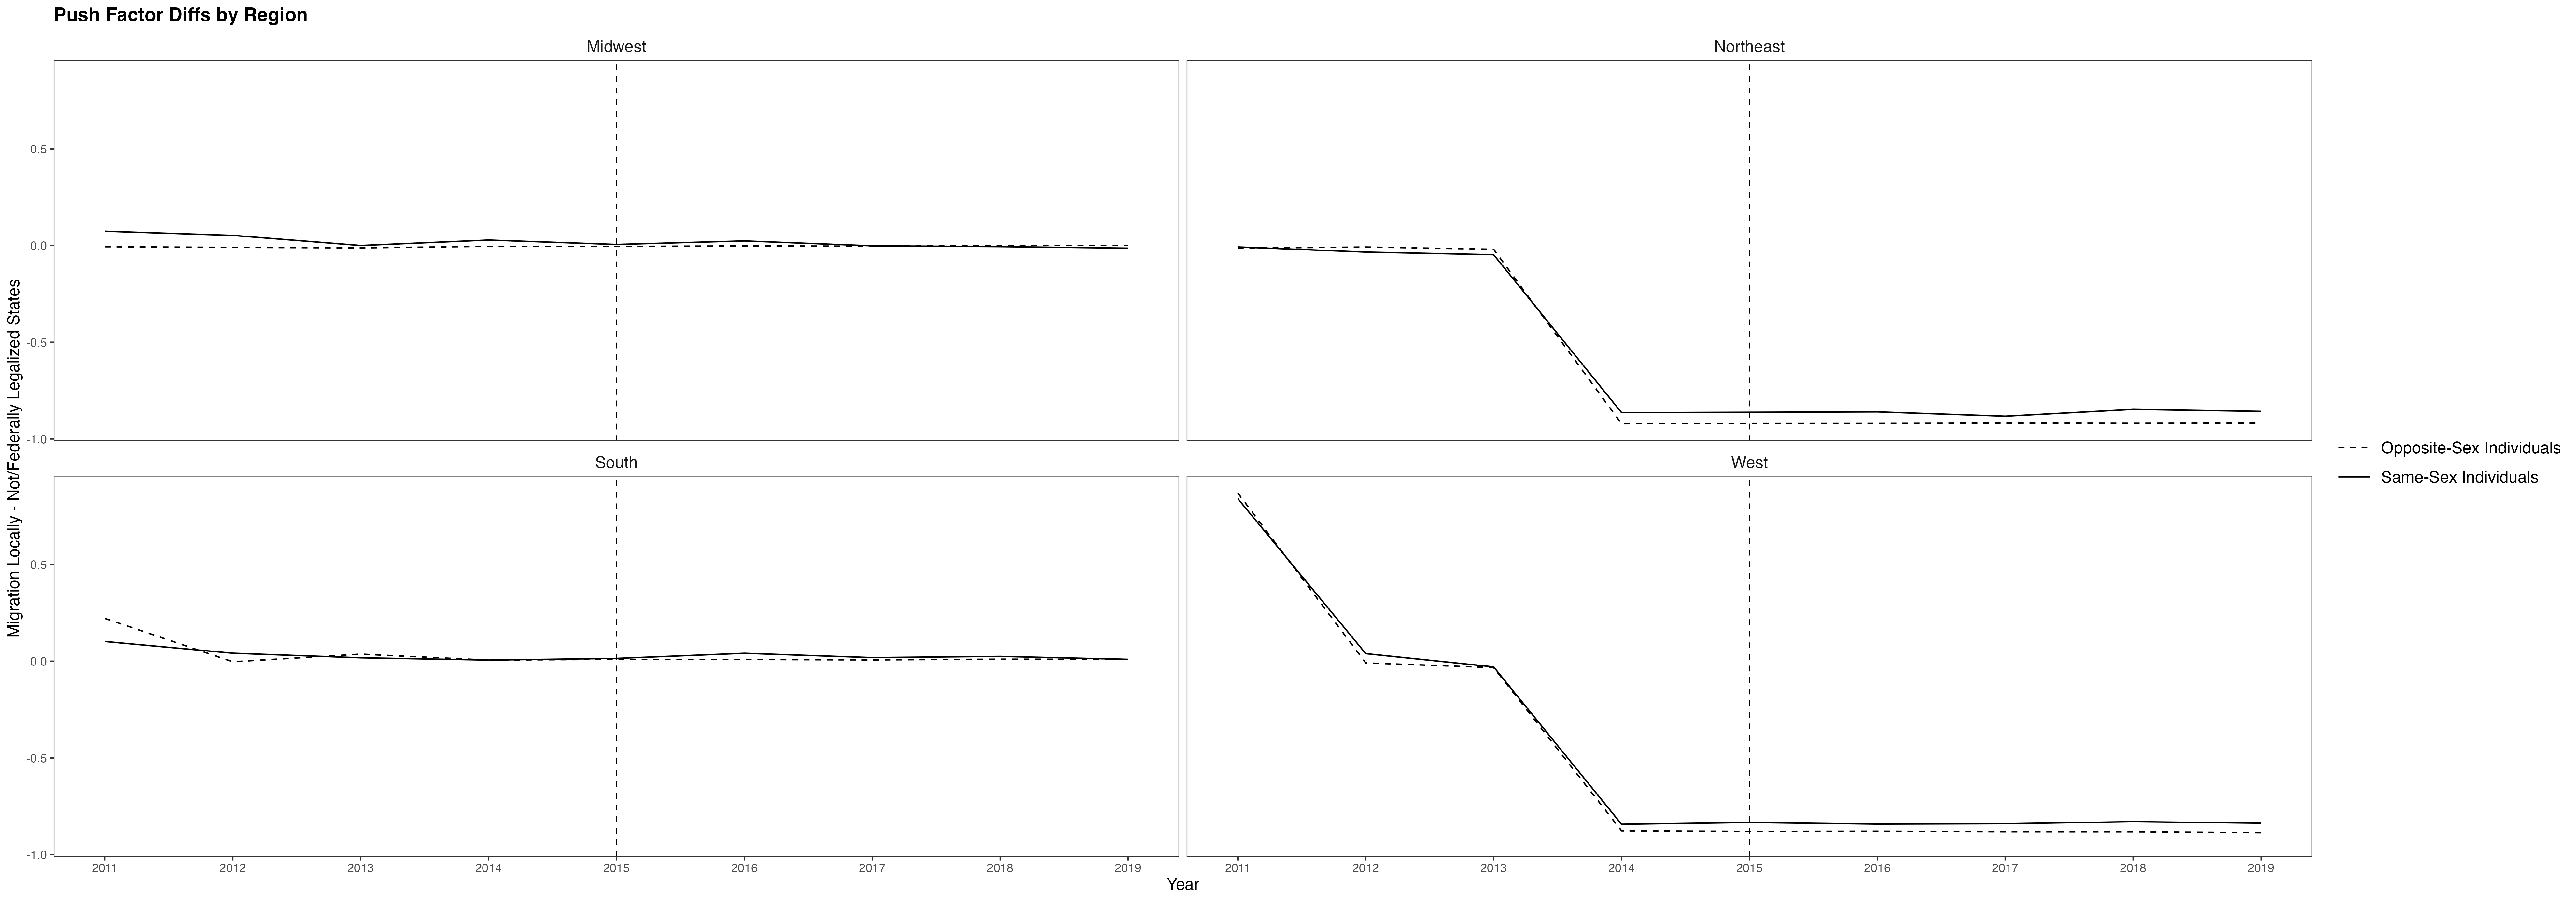 Push Factor Diffs by Region
Midwest
Northeast
0.5
0.0
-0.5
-1.0
South
West
0.5
0.0
-0.5
-1.0
2011 2012 2013 2014 2015 2016 2017 2018 2019
2011 2012 2013 2014 2015 2016 2017 2018 2019
Year
Migration Locally - Not/Federally Legalized States
Opposite-Sex Individuals
Same-Sex Individuals